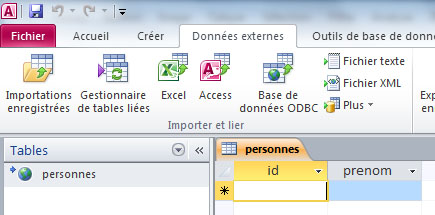 Fichier Accueil Créer Données externes Outils de base de donn
Importations enregistrées
Gestionnaire de tables liées
Excel
Access
Base de données ODBC
Fichier texte
Fichier XML
Plus
Importer et lier
Tables
personnes
personnes
id prenom